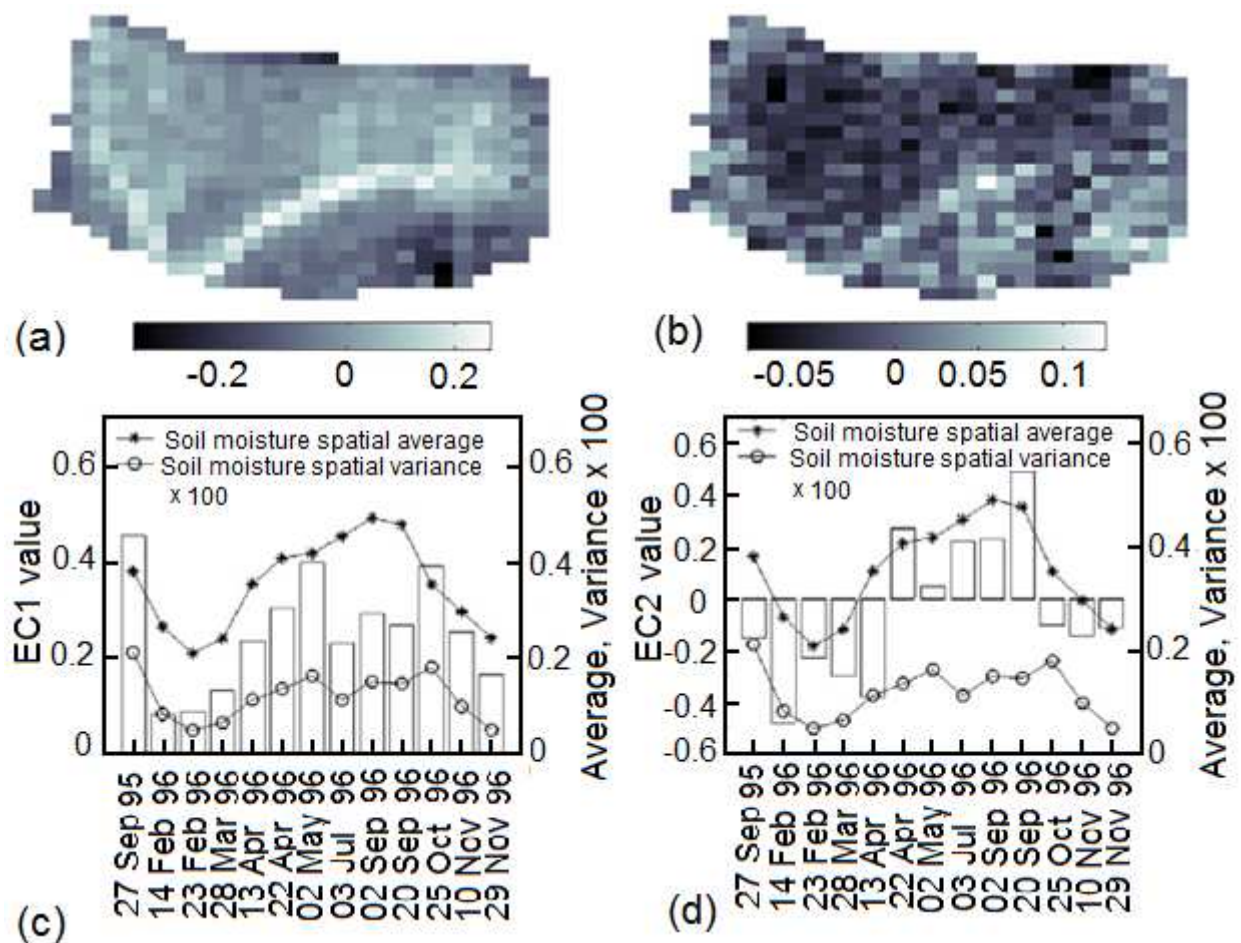 (a)
-0.2 0 0.2
(b)
-0.05 0 0.05 0.1
EC1 value
0.6
0.4
0.2
0
Soil moisture spatial average
Soil moisture spatial variance
x 100
0.6
0.4
0.2
0
Average, Variance x 100
27 Sep 95
14 Feb 96
23 Feb 96
28 Mar 96
13 Apr 96
22 Apr 96
02 May 96
03 Jul 96
02 Sep 96
20 Sep 96
25 Oct 96
10 Nov 96
29 Nov 96
(c)
EC2 value
0.6
0.4
0.2
0
-0.2
-0.4
-0.6
Soil moisture spatial average
Soil moisture spatial variance
x 100
0.6
0.4
0.2
0
Average, Variance x 100
27 Sep 95
14 Feb 96
23 Feb 96
28 Mar 96
13 Apr 96
22 Apr 96
02 May 96
03 Jul 96
02 Sep 96
20 Sep 96
25 Oct 96
10 Nov 96
29 Nov 96
(d)